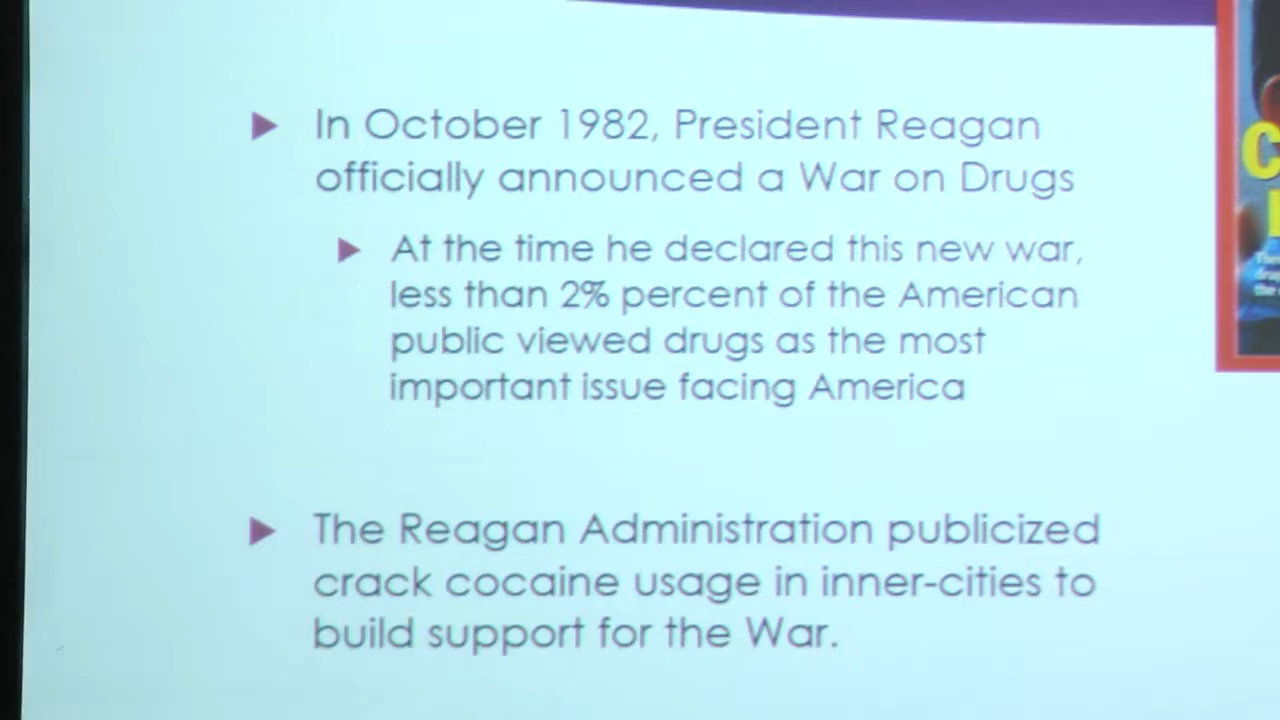 In October 1982, President Reagan
officially announced a War on Drugs
At the time he declared this new war,
less than 2% percent of the American
public viewed drugs as the most
important issue facing America
The Reagan Administration publicized
crack cocaine usage in inner-cities to
build support for the War.